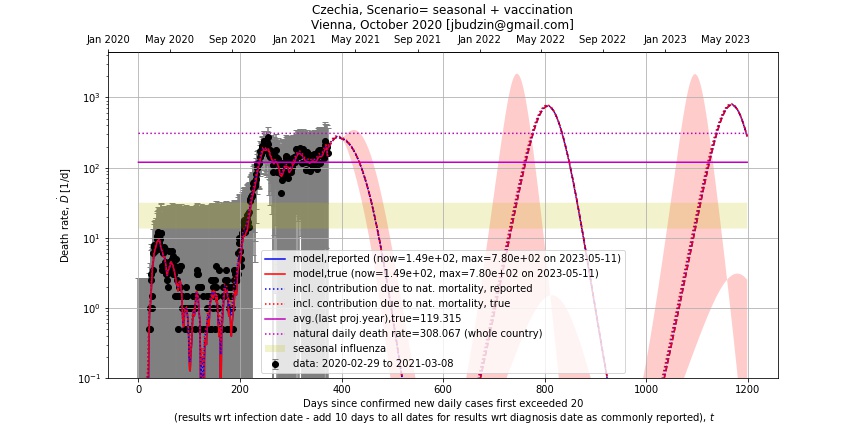 Czechia, Scenario= seasonal + vaccination
Vienna, October 2020 [jbudzin@gmail.com]
Jan 2020 May 2020 Sep 2020 Jan 2021 May 2021 Sep 2021 Jan 2022 May 2022 Sep 2022 Jan 2023 May 2023
Death rate, D [1/d]
10³
10²
10¹
10⁰
10⁻¹
model,reported (now=1.49e+02, max=7.80e+02 on 2023-05-11)
model,true (now=1.49e+02, max=7.80e+02 on 2023-05-11)
incl. contribution due to nat. mortality, reported
incl. contribution due to nat. mortality, true
avg.(last proj.year),true=119.315
natural daily death rate=308.067 (whole country)
seasonal influenza
data: 2020-02-29 to 2021-03-08
0 200 400 600 800 1000 1200
Days since confirmed new daily cases first exceeded 20
(results wrt infection date - add 10 days to all dates for results wrt diagnosis date as commonly reported), t